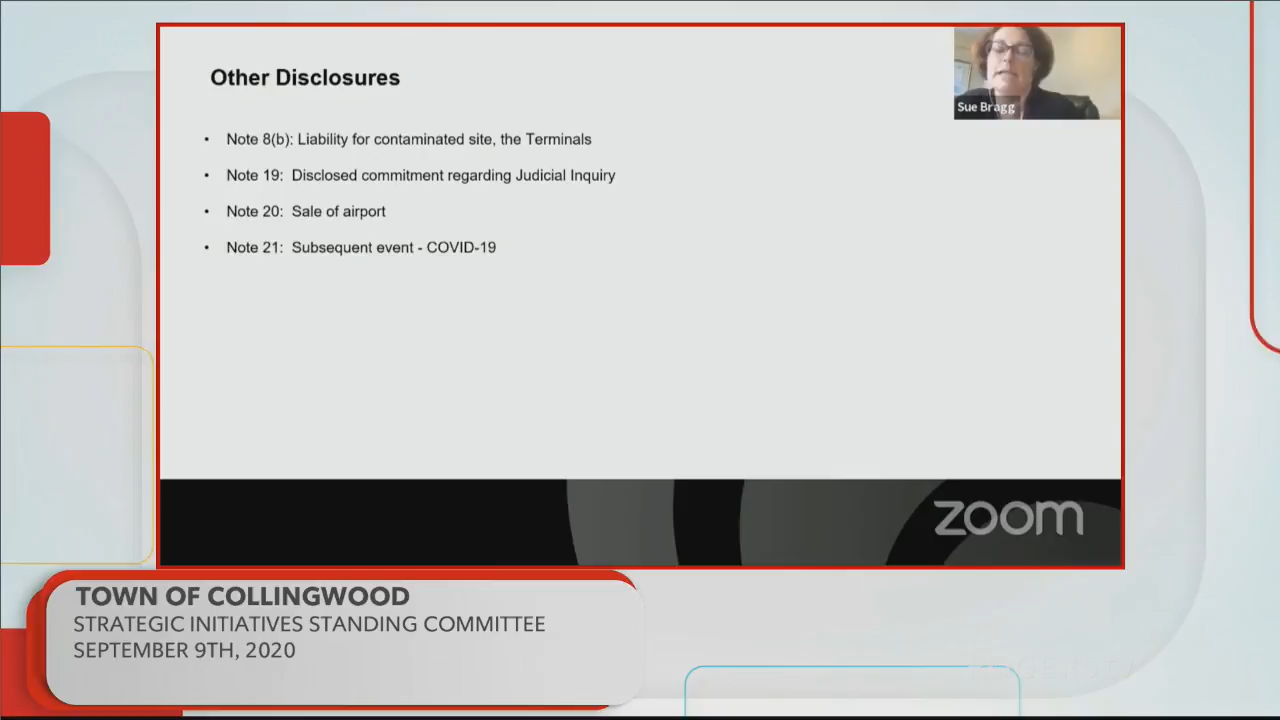 Other Disclosures
Sue Bragg
• Note 8(b): Liability for contaminated site, the Terminals
• Note 19: Disclosed commitment regarding Judicial Inquiry
• Note 20: Sale of airport
• Note 21: Subsequent event - COVID-19
zoom
TOWN OF COLLINGWOOD
STRATEGIC INITIATIVES STANDING COMMITTEE
SEPTEMBER 9TH, 2020